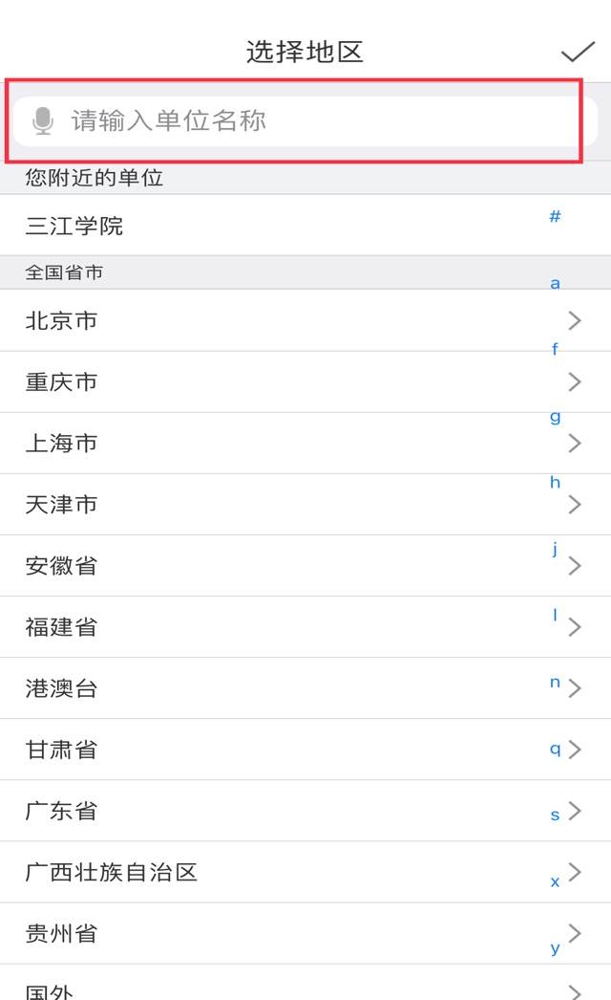 选择地区
请输入单位名称
您附近的单位
三江学院
#
全国省市
a
北京市
f
重庆市
g
上海市
h
天津市
j
安徽省
l
福建省
n
港澳台
q
甘肃省
s
广东省
x
广西壮族自治区
y
贵州省
国外